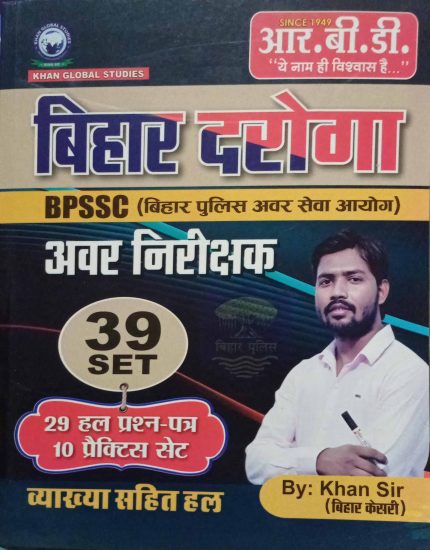 SINCE 1949
आर.बी.डी.
“ये नाम ही विश्वास है...”
KHAN GLOBAL STUDIES
बिहार दरोगा
BPSSC (बिहार पुलिस अवर सेवा आयोग)
अवर निरीक्षक
39
SET
बिहार पुलिस
29 हल प्रश्न-पत्र
10 प्रैक्टिस सेट
व्याख्या सहित हल
By: Khan Sir
(बिहार केसरी)